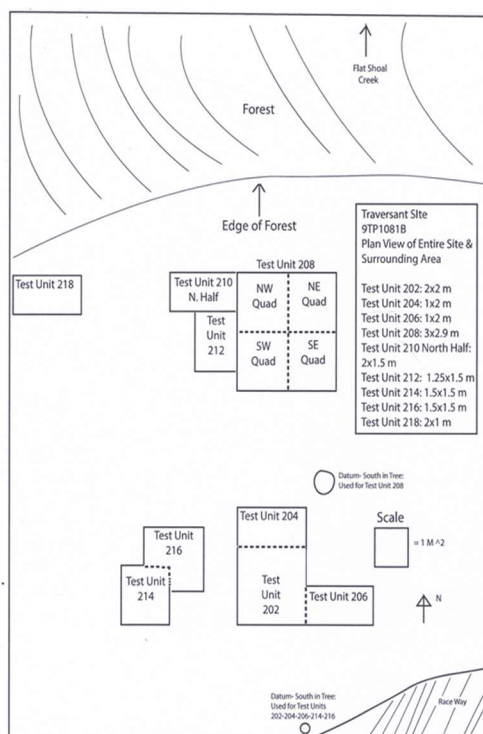 Flat Shoal
Creek
Forest
Edge of Forest
Traversant SIte
9TP1081B
Plan View of Entire Site &
Surrounding Area
Test Unit 202: 2x2 m
Test Unit 204: 1x2 m
Test Unit 206: 1x2 m
Test Unit 208: 3x2.9 m
Test Unit 210 North Half:
2x1.5 m
Test Unit 212: 1.25x1.5 m
Test Unit 214: 1.5x1.5 m
Test Unit 216: 1.5x1.5 m
Test Unit 218: 2x1 m
Test Unit 218
Test Unit 208
Test Unit 210
N. Half
Test
Unit
212
NW
Quad
NE
Quad
SW
Quad
SE
Quad
Datum- South in Tree:
Used for Test Unit 208
Test Unit 204
Scale
= 1 M ^2
Test Unit
216
Test Unit
214
Test
Unit
202
Test Unit 206
N
Datum- South in Tree:
Used for Test Units
202-204-206-214-216
Race Way